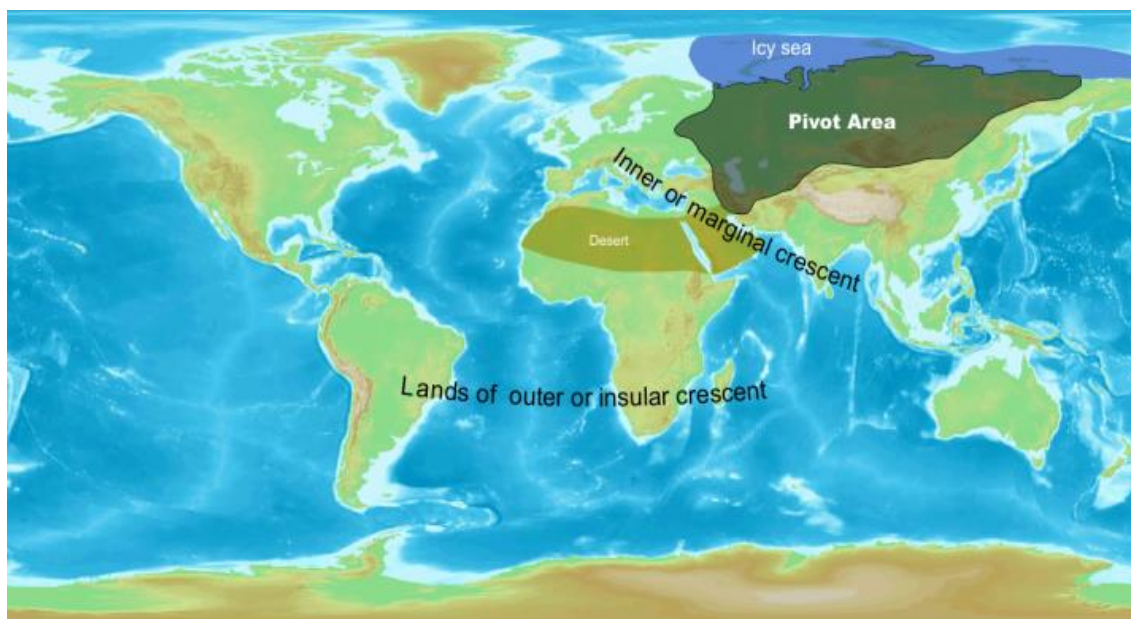 Icy sea
Pivot Area
Inner or marginal crescent
Desert
Lands of outer or insular crescent